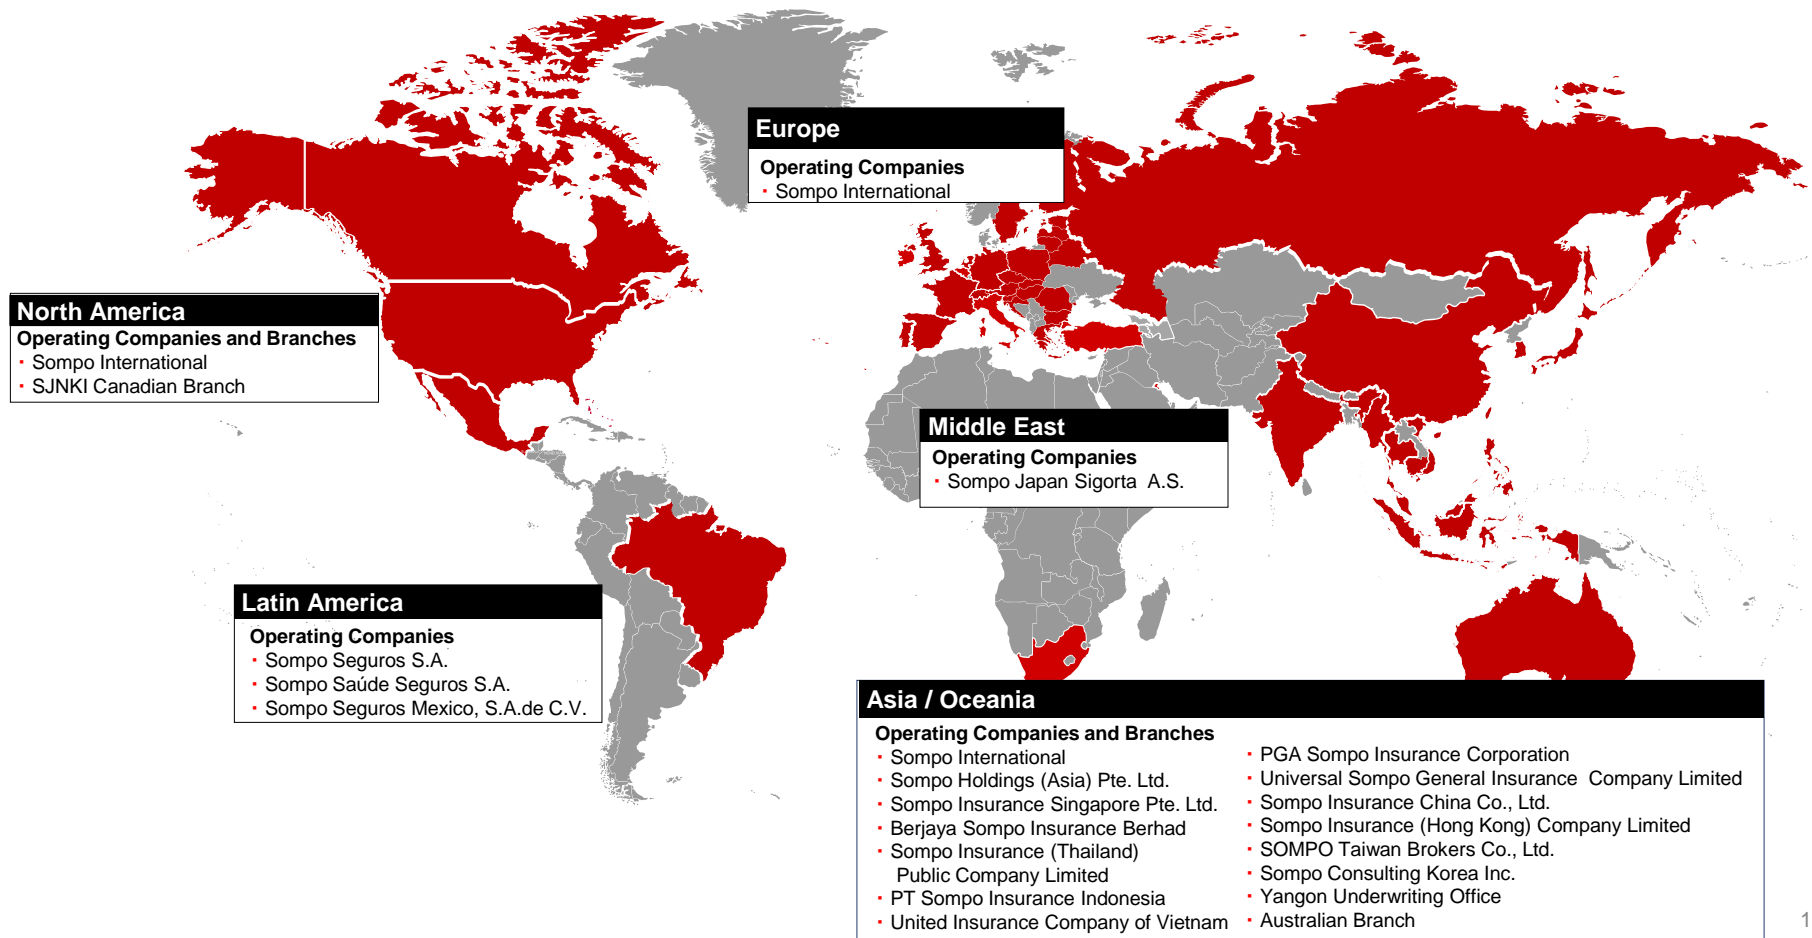 Europe
Operating Companies
· Sompo International
North America
Operating Companies and Branches
· Sompo International
· SJNKI Canadian Branch
Middle East
Operating Companies
· Sompo Japan Sigorta A.S.
Latin America
Operating Companies
· Sompo Seguros S.A.
· Sompo Saúde Seguros S.A.
· Sompo Seguros Mexico, S.A.de C.V.
Asia / Oceania
Operating Companies and Branches
· Sompo International
· Sompo Holdings (Asia) Pte. Ltd.
· Sompo Insurance Singapore Pte. Ltd.
· Berjaya Sompo Insurance Berhad
· Sompo Insurance (Thailand)
Public Company Limited
· PT Sompo Insurance Indonesia
· United Insurance Company of Vietnam
· PGA Sompo Insurance Corporation
· Universal Sompo General Insurance Company Limited
· Sompo Insurance China Co., Ltd.
· Sompo Insurance (Hong Kong) Company Limited
· SOMPO Taiwan Brokers Co., Ltd.
· Sompo Consulting Korea Inc.
· Yangon Underwriting Office
· Australian Branch
1